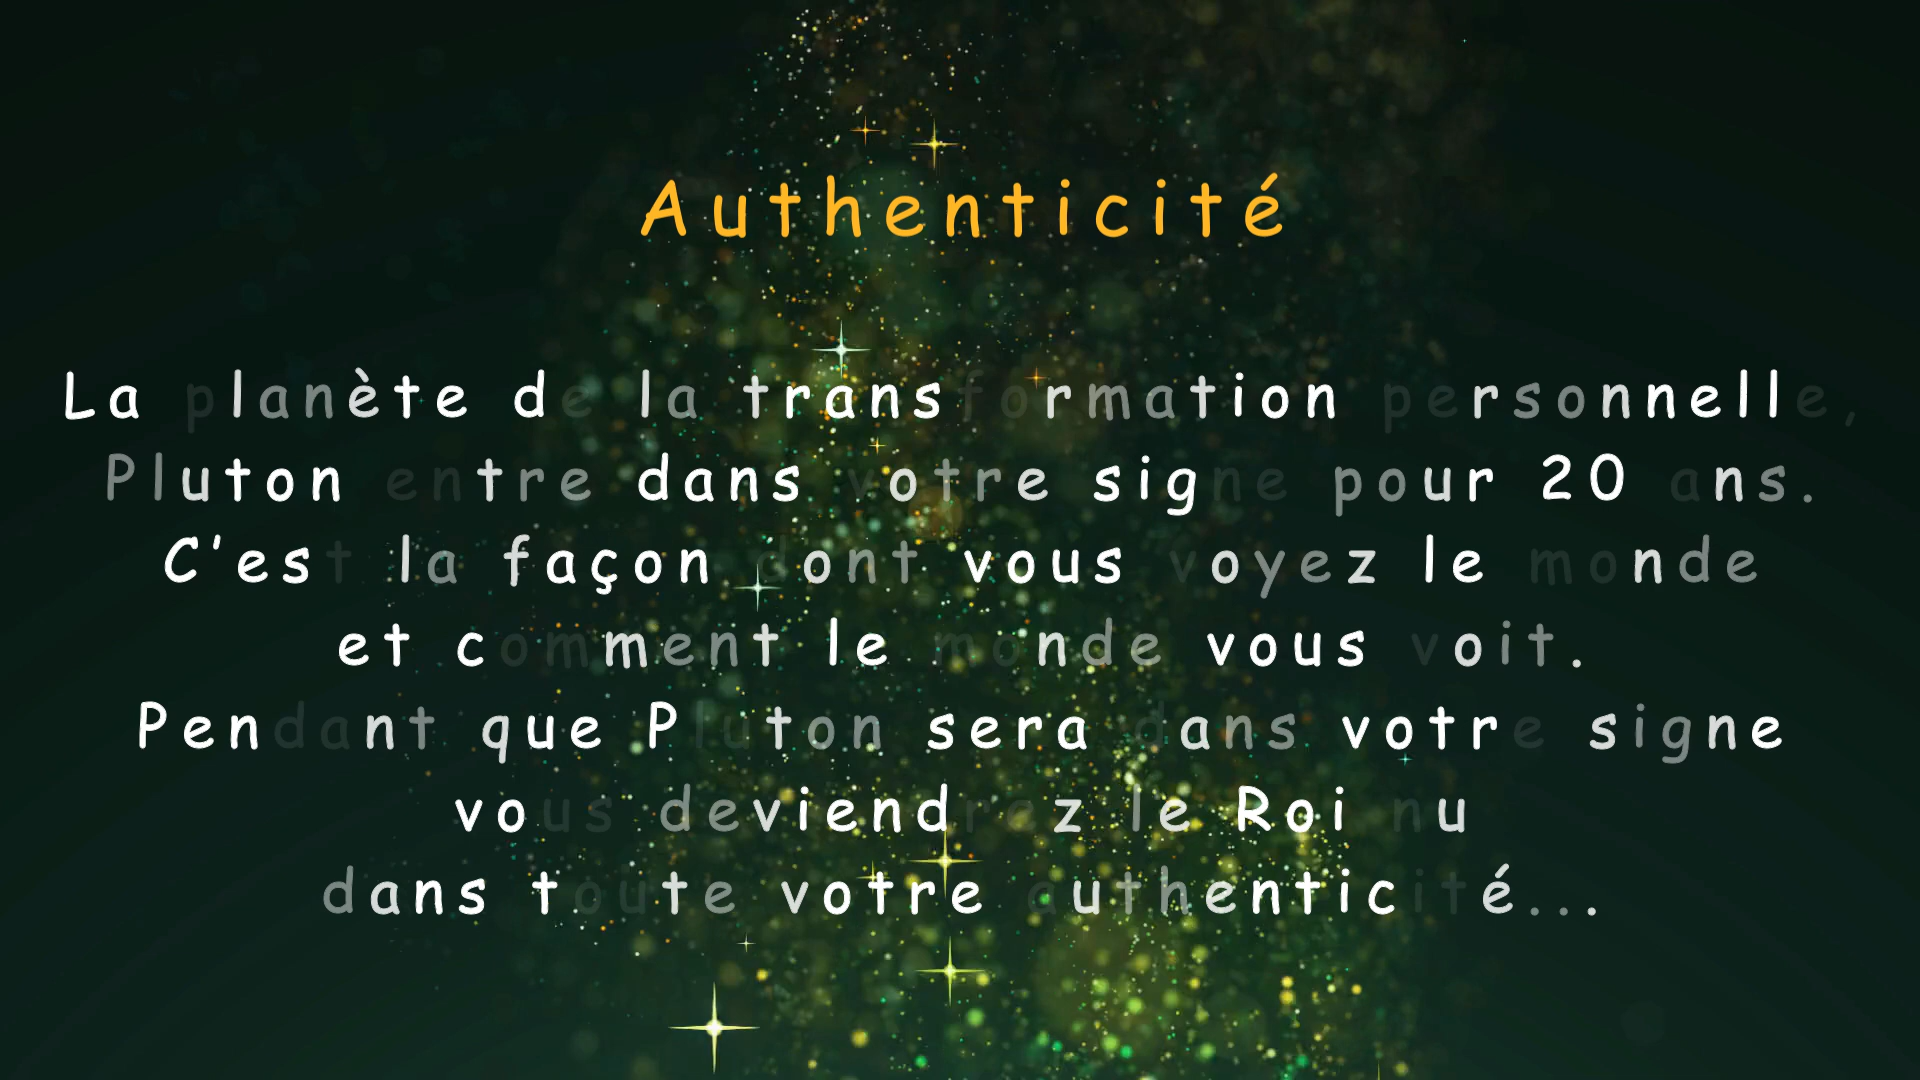 Authenticité
La planète de la transformation personnelle,
Pluton entre dans votre signe pour 20 ans.
C'est la façon dont vous voyez le monde
et comment le monde vous voit.
Pendant que Pluton sera dans votre signe
vous deviendrez le Roi nu
dans toute votre authenticité...